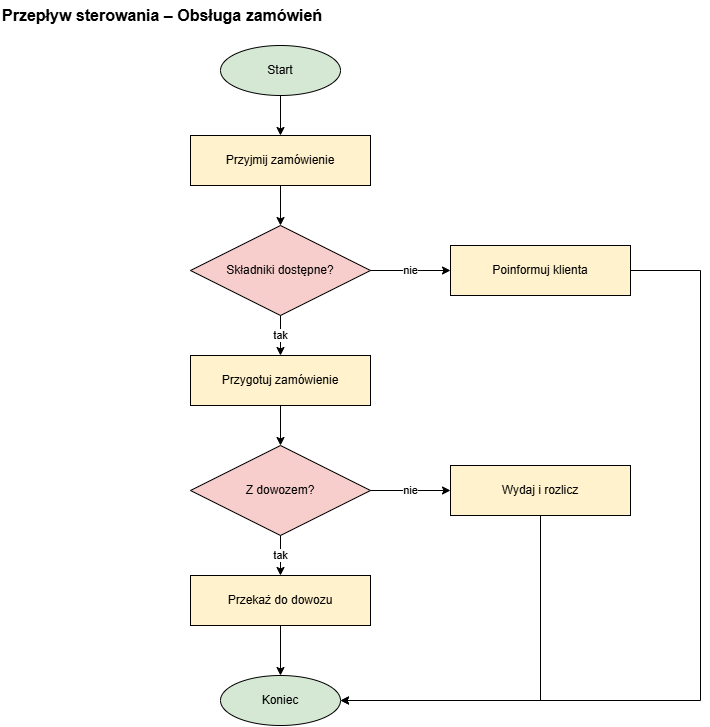 Przepływ sterowania – Obsługa zamówień
Start
Przyjmij zamówienie
Składniki dostępne?
nie
Poinformuj klienta
tak
Przygotuj zamówienie
Z dowozem?
nie
Wydaj i rozlicz
tak
Przekaź do dowozu
Koniec